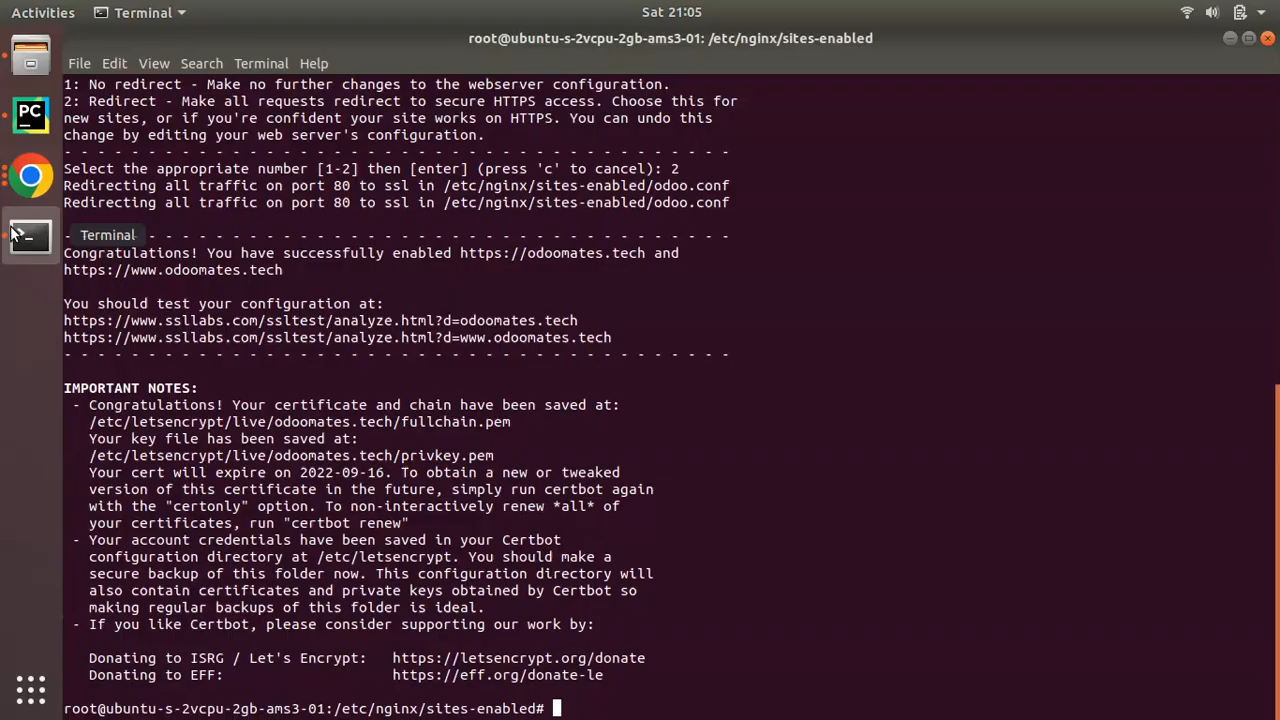 Activities
Terminal
Sat 21:05
root@ubuntu-s-2vcpu-2gb-ams3-01: /etc/nginx/sites-enabled
File Edit View Search Terminal Help
1: No redirect - Make no further changes to the webserver configuration.
2: Redirect - Make all requests redirect to secure HTTPS access. Choose this for
new sites, or if you're confident your site works on HTTPS. You can undo this
change by editing your web server's configuration.
- - - - - - - - - - - - - - - - - - - - - - - - - - - - - - - - - - - - - - - -
Select the appropriate number [1-2] then [enter] (press 'c' to cancel): 2
Redirecting all traffic on port 80 to ssl in /etc/nginx/sites-enabled/odoo.conf
Redirecting all traffic on port 80 to ssl in /etc/nginx/sites-enabled/odoo.conf
PC
Terminal
- - - - - - - - - - - - - - - - - - - - - - - - - - - - - - - - - - - -
Congratulations! You have successfully enabled https://odoomates.tech and
https://www.odoomates.tech
You should test your configuration at:
https://www.ssllabs.com/ssltest/analyze.html?d=odoomates.tech
https://www.ssllabs.com/ssltest/analyze.html?d=www.odoomates.tech
- - - - - - - - - - - - - - - - - - - - - - - - - - - - - - - - - - - - - - - -
IMPORTANT NOTES:
- Congratulations! Your certificate and chain have been saved at:
/etc/letsencrypt/live/odoomates.tech/fullchain.pem
Your key file has been saved at:
/etc/letsencrypt/live/odoomates.tech/privkey.pem
Your cert will expire on 2022-09-16. To obtain a new or tweaked
version of this certificate in the future, simply run certbot again
with the "certonly" option. To non-interactively renew *all* of
your certificates, run "certbot renew"
- Your account credentials have been saved in your Certbot
configuration directory at /etc/letsencrypt. You should make a
secure backup of this folder now. This configuration directory will
also contain certificates and private keys obtained by Certbot so
making regular backups of this folder is ideal.
- If you like Certbot, please consider supporting our work by:
Donating to ISRG / Let's Encrypt: https://letsencrypt.org/donate
Donating to EFF: https://eff.org/donate-le
root@ubuntu-s-2vcpu-2gb-ams3-01:/etc/nginx/sites-enabled#